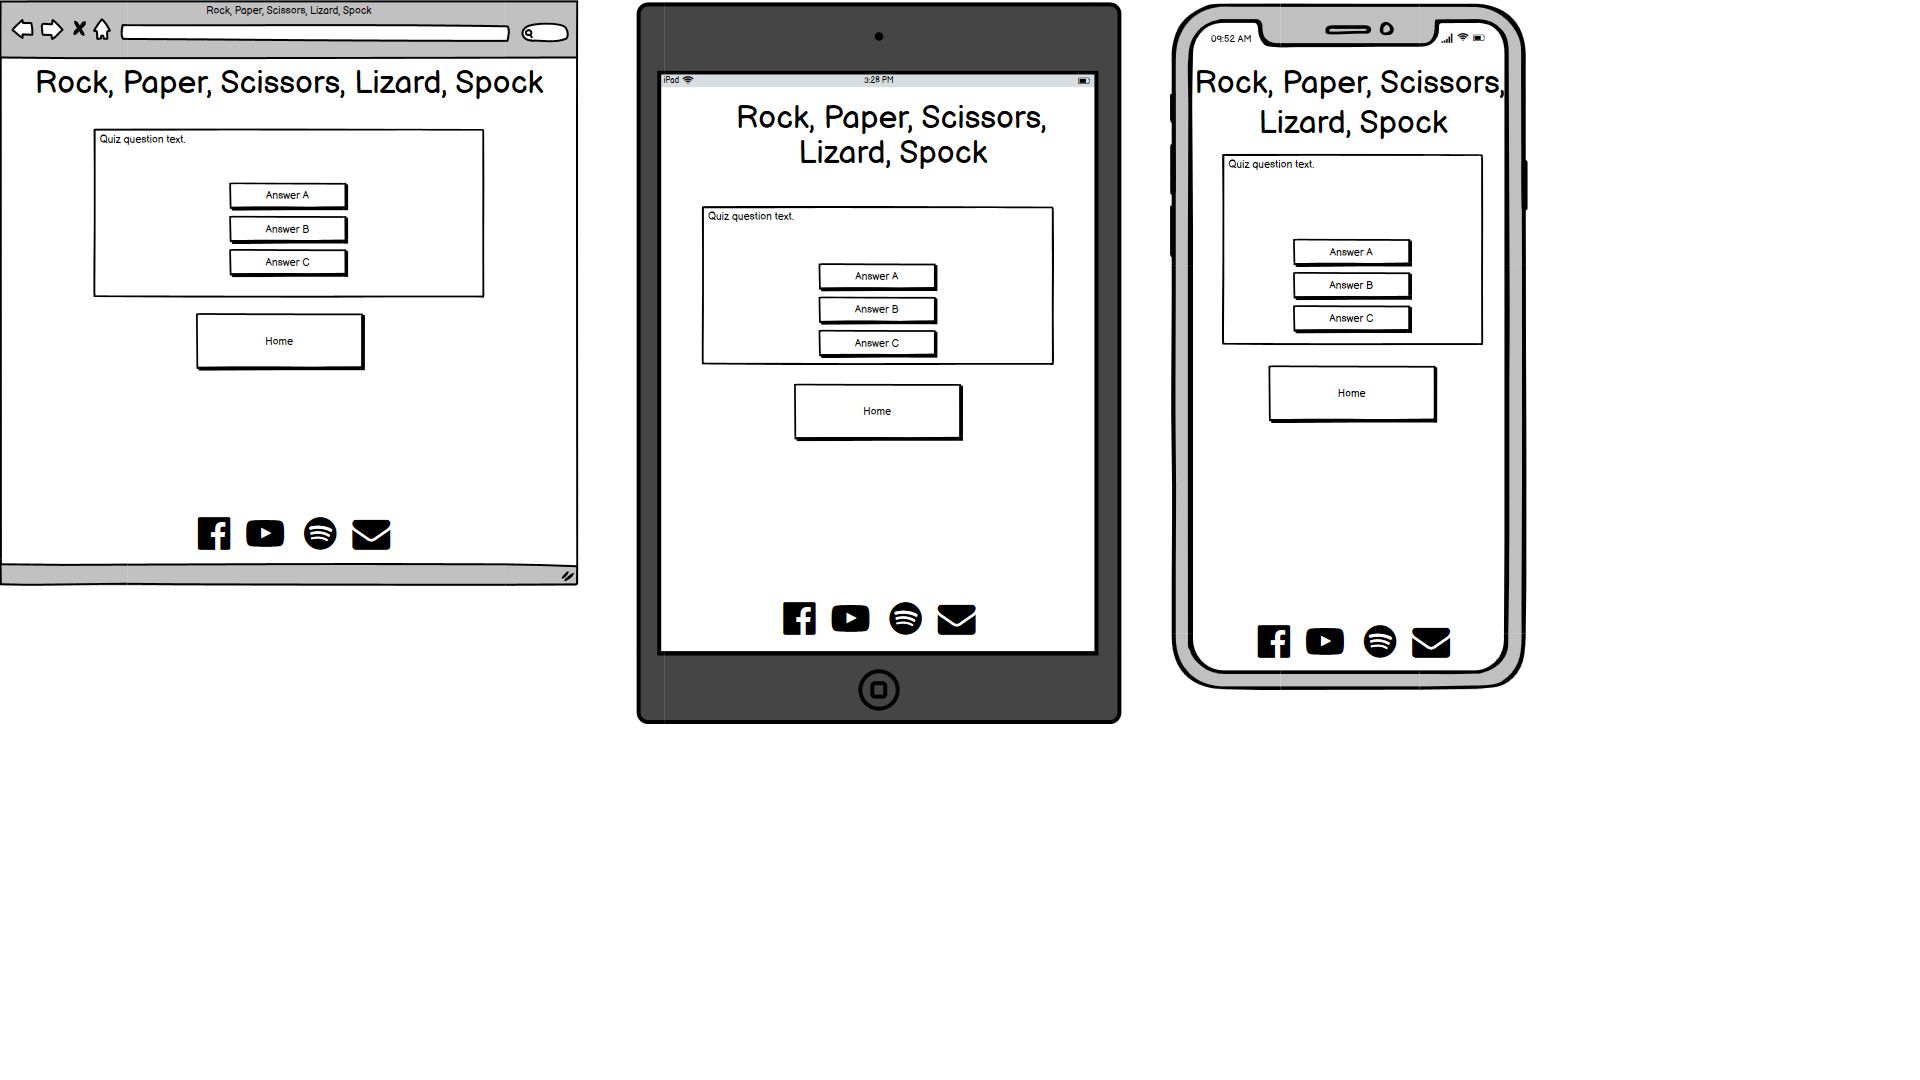 Rock, Paper, Scissors, Lizard, Spock
Rock, Paper, Scissors, Lizard, Spock
Quiz question text.
Answer A
Answer B
Answer C
Home
iPad
3:28 PM
Rock, Paper, Scissors,
Lizard, Spock
Quiz question text.
Answer A
Answer B
Answer C
Home
09:52 AM
Rock, Paper, Scissors,
Lizard, Spock
Quiz question text.
Answer A
Answer B
Answer C
Home